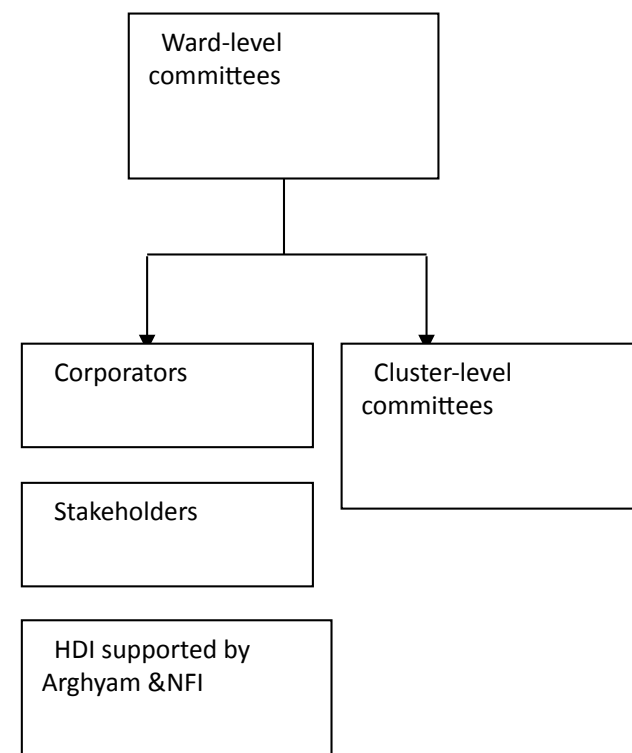 Ward-level
committees
Corporators
Cluster-level
committees
Stakeholders
HDI supported by
Arghyam &NFI